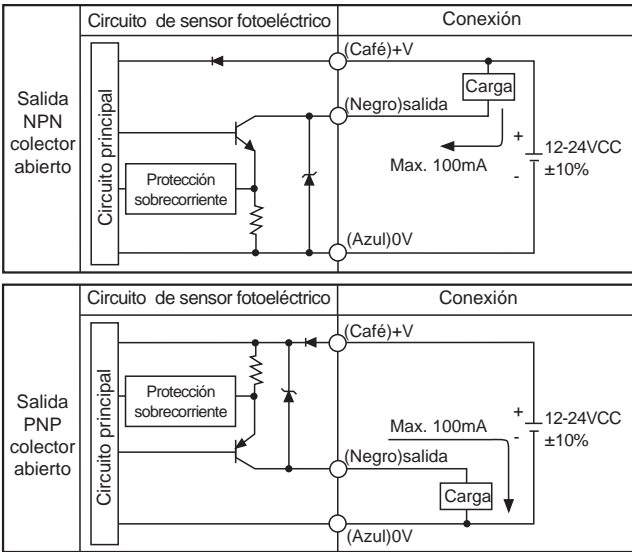 Circuito de sensor fotoeléctrico
Conexión
Salida
NPN
colector
abierto
Circuito principal
Protección
sobrecorriente
(Café)+V
(Negro)salida
(Azul)0V
Carga
Max. 100mA
+
-
12-24VCC
±10%
Circuito de sensor fotoeléctrico
Conexión
Salida
PNP
colector
abierto
Circuito principal
Protección
sobrecorriente
(Café)+V
(Negro)salida
(Azul)0V
Max. 100mA
Carga
+
-
12-24VCC
±10%